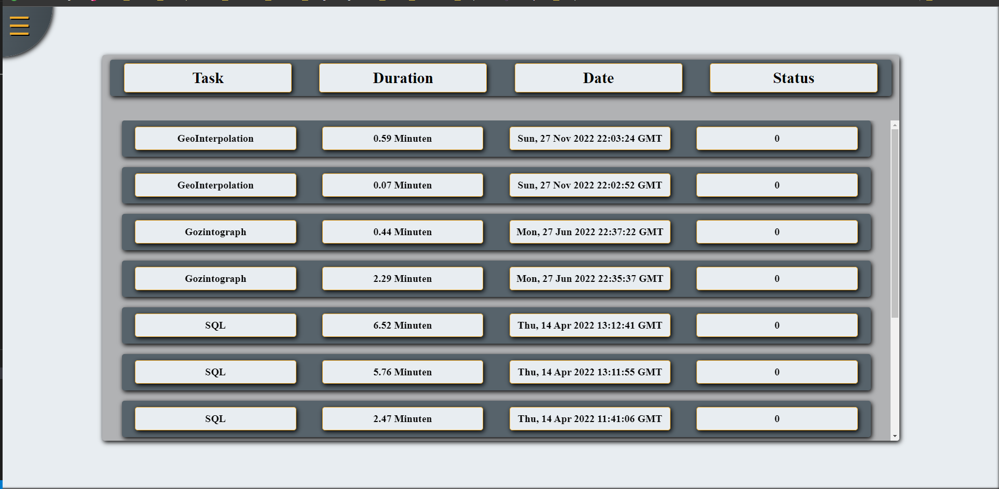 Task Duration Date Status
GeoInterpolation 0.59 Minuten Sun, 27 Nov 2022 22:03:24 GMT 0
GeoInterpolation 0.07 Minuten Sun, 27 Nov 2022 22:02:52 GMT 0
Gozintograph 0.44 Minuten Mon, 27 Jun 2022 22:37:22 GMT 0
Gozintograph 2.29 Minuten Mon, 27 Jun 2022 22:35:37 GMT 0
SQL 6.52 Minuten Thu, 14 Apr 2022 13:12:41 GMT 0
SQL 5.76 Minuten Thu, 14 Apr 2022 13:11:55 GMT 0
SQL 2.47 Minuten Thu, 14 Apr 2022 11:41:06 GMT 0